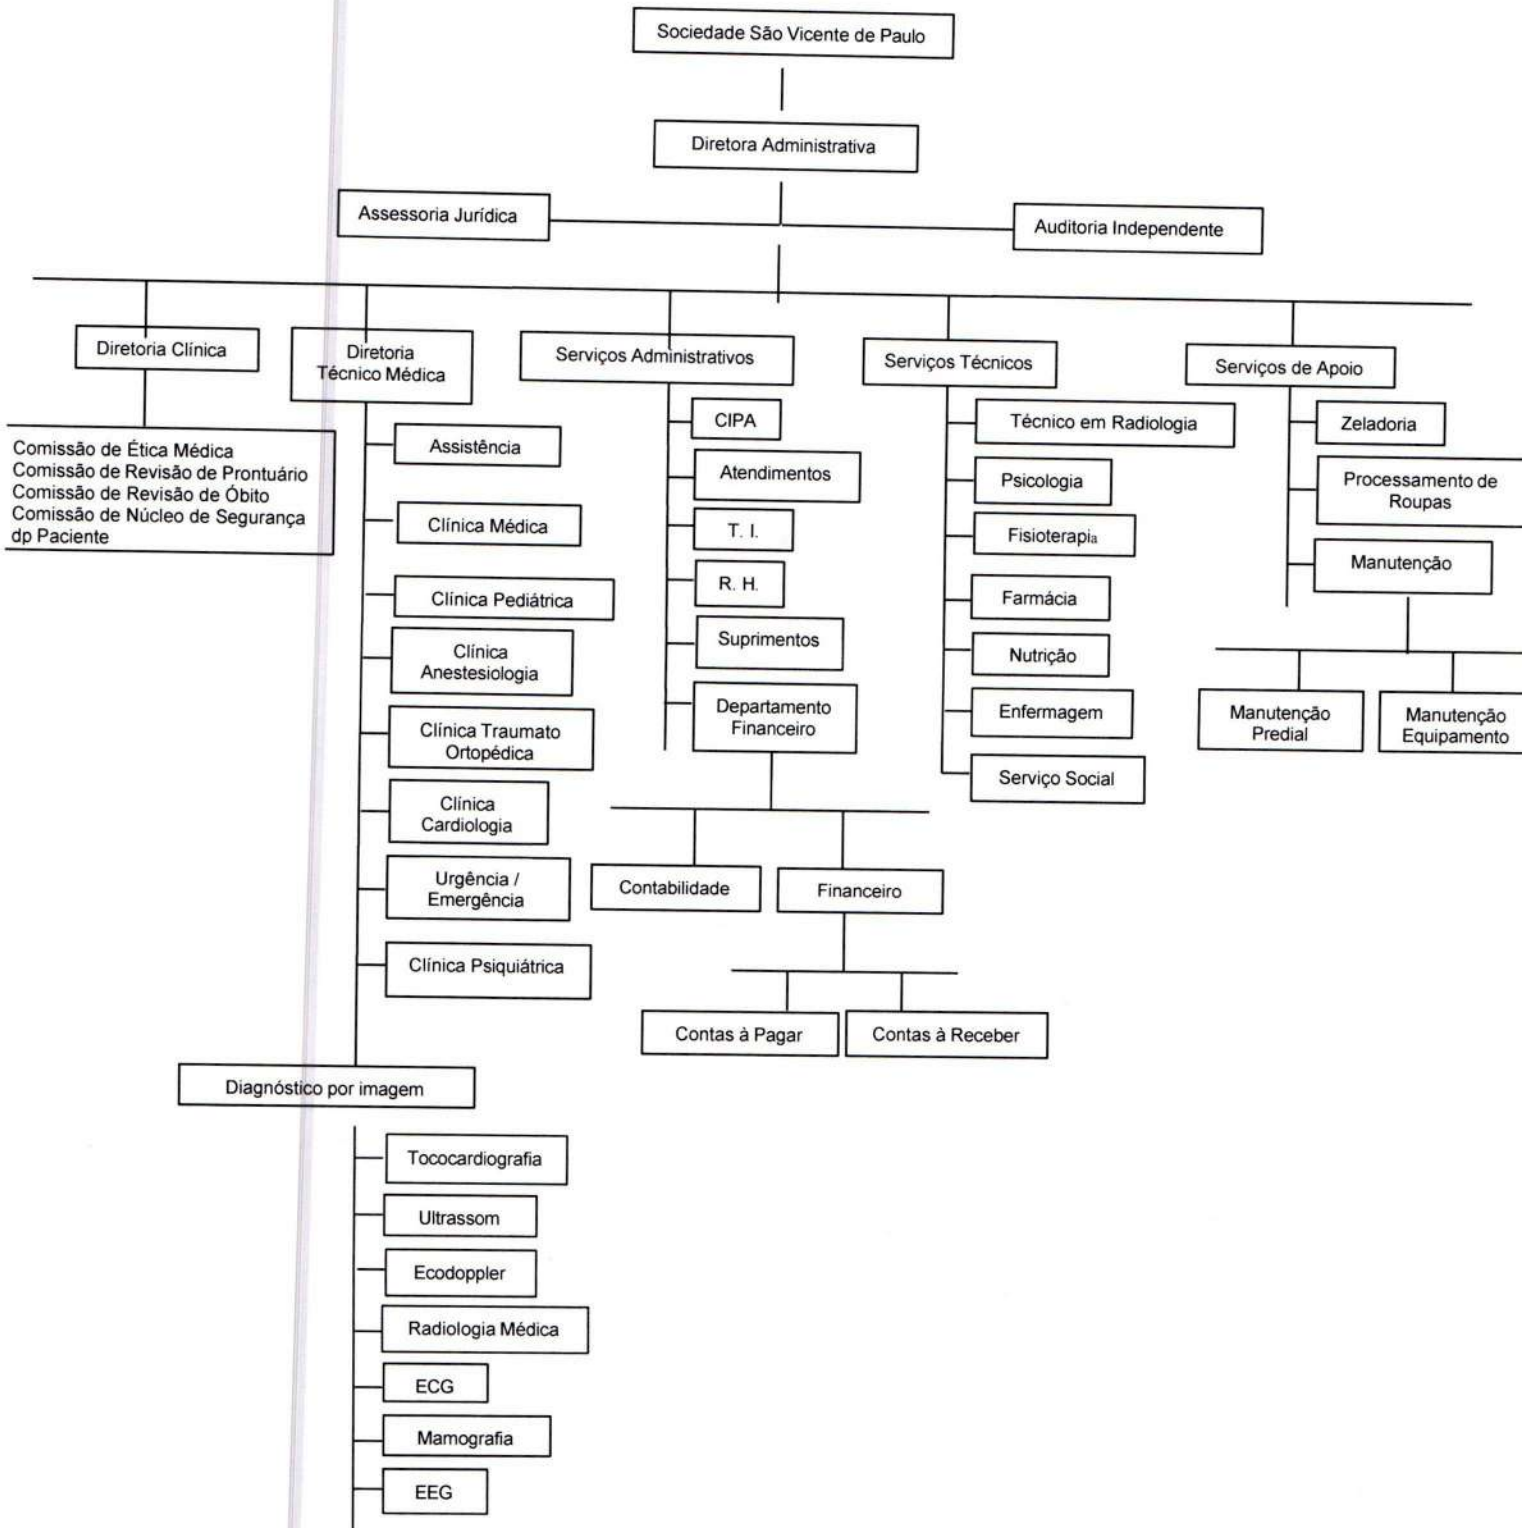 Sociedade São Vicente de Paulo
Diretora Administrativa
Assessoria Jurídica
Auditoria Independente
Diretoria Clínica
Diretoria
Técnico Médica
Serviços Administrativos
Serviços Técnicos
Serviços de Apoio
Comissão de Ética Médica
Comissão de Revisão de Prontuário
Comissão de Revisão de Óbito
Comissão de Núcleo de Segurança
dp Paciente
Assistência
Clínica Médica
Clínica Pediátrica
Clínica
Anestesiologia
Clínica Traumato
Ortopédica
Clínica
Cardiologia
Urgência /
Emergência
Clínica Psiquiátrica
CIPA
Atendimentos
T. I.
R. H.
Suprimentos
Departamento
Financeiro
Contabilidade
Financeiro
Contas à Pagar
Contas à Receber
Técnico em Radiologia
Psicologia
Fisioterapia
Farmácia
Nutrição
Enfermagem
Serviço Social
Zeladoria
Processamento de
Roupas
Manutenção
Manutenção
Predial
Manutenção
Equipamento
Diagnóstico por imagem
Tococardiografia
Ultrassom
Ecodoppler
Radiologia Médica
ECG
Mamografia
EEG